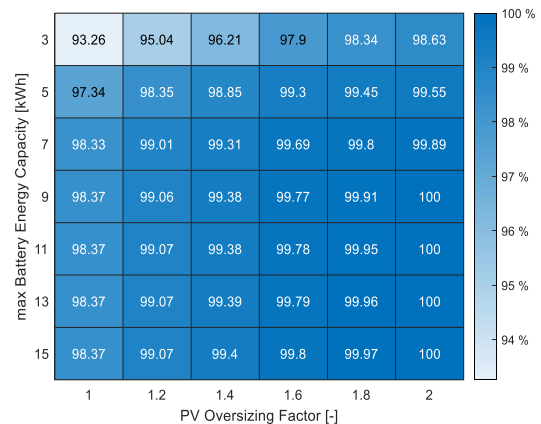 100 %
3 93.26 95.04 96.21 97.9 98.34 98.63
99 %
5 97.34 98.35 98.85 99.3 99.45 99.55
98 %
7 98.33 99.01 99.31 99.69 99.8 99.89
97 %
9 98.37 99.06 99.38 99.77 99.91 100
96 %
11 98.37 99.07 99.38 99.78 99.95 100
95 %
13 98.37 99.07 99.39 99.79 99.96 100
94 %
15 98.37 99.07 99.4 99.8 99.97 100
1 1.2 1.4 1.6 1.8 2
PV Oversizing Factor [-]
max Battery Energy Capacity [kWh]